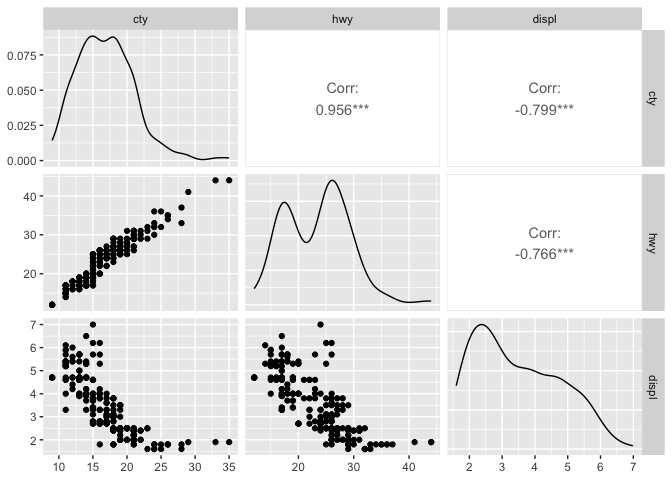 cty
hwy
displ
0.075
0.050
0.025
0.000
Corr:
0.956***
Corr:
-0.799***
cty
40
30
20
Corr:
-0.766***
hwy
7
6
5
4
3
2
displ
10 15 20 25 30 35
20 30 40
2 3 4 5 6 7